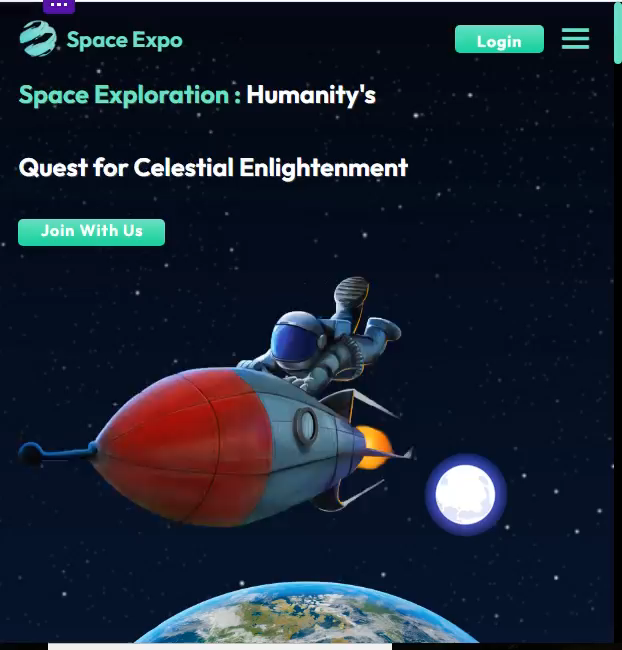 Space Expo
Login
Space Exploration : Humanity's
Quest for Celestial Enlightenment
Join With Us